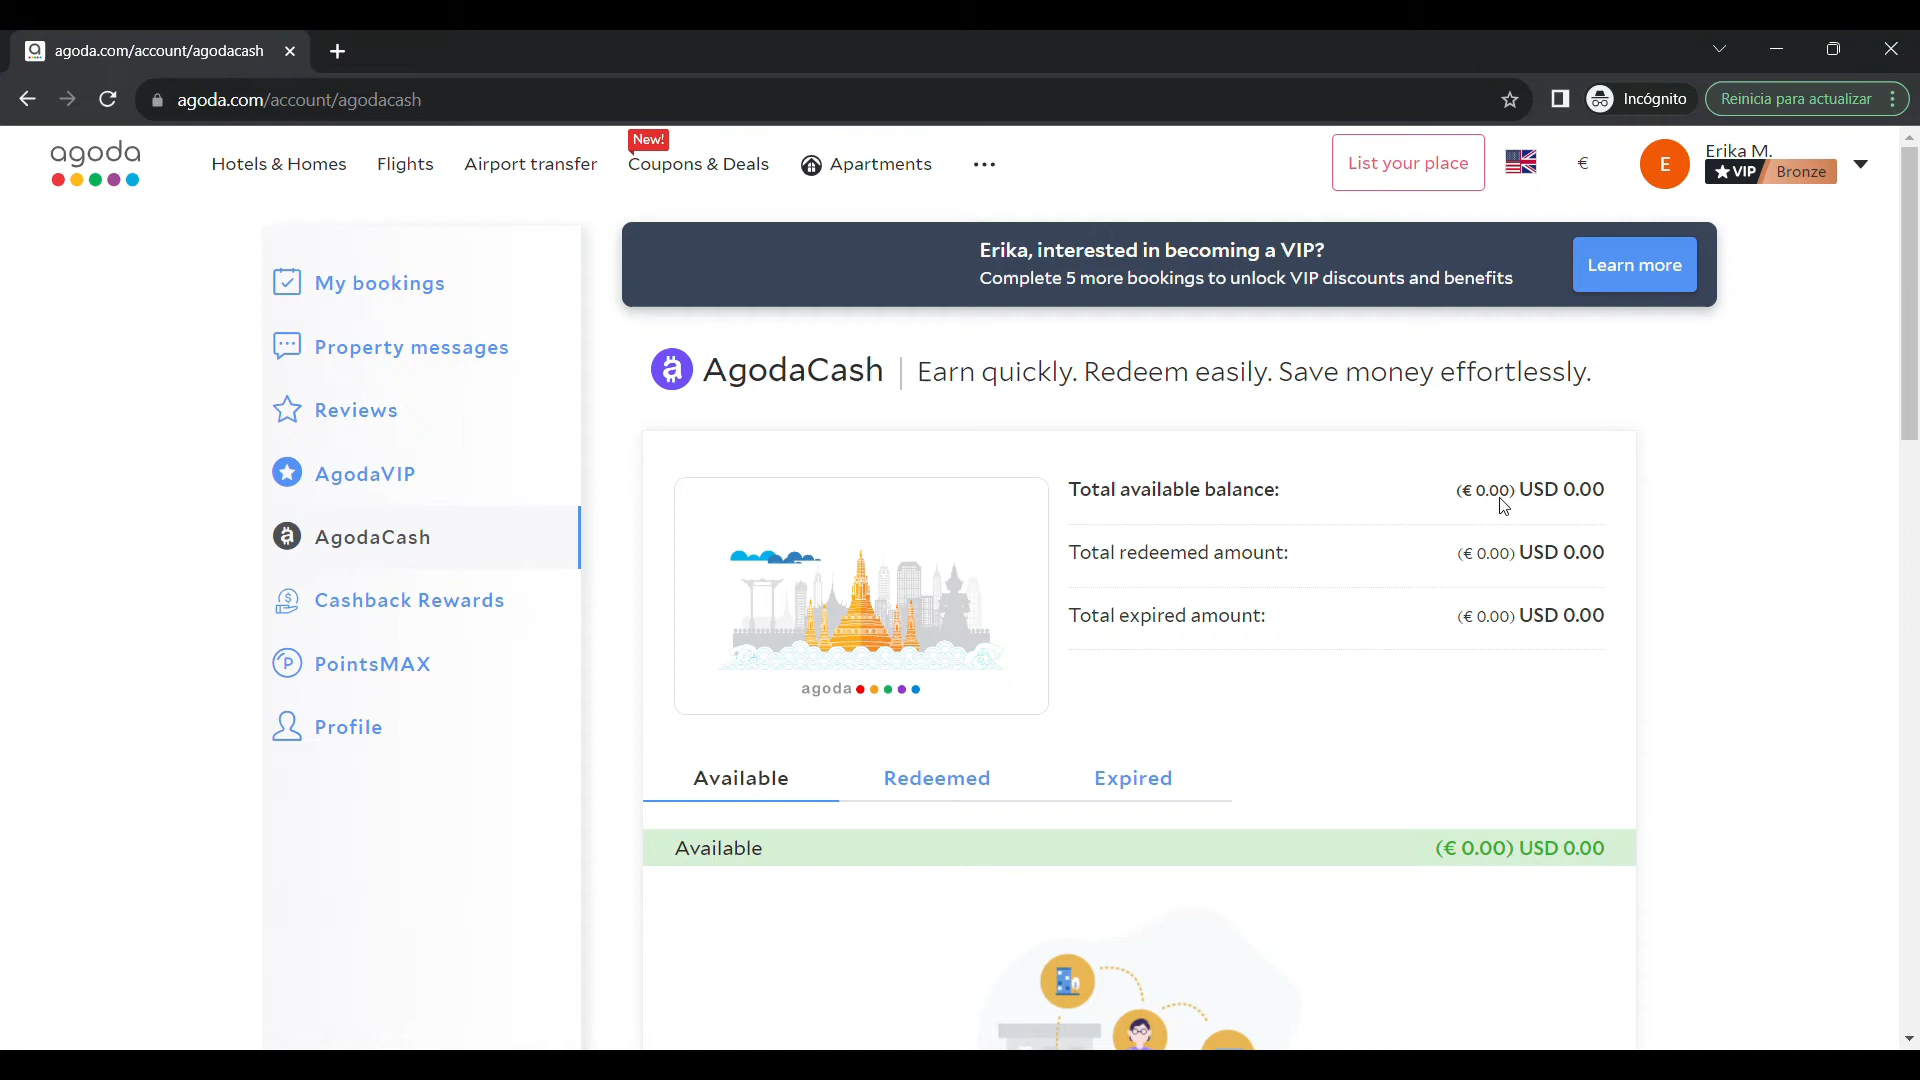 agoda.com/account/agodacash
agoda.com/account/agodacash
Incógnito
Reinicia para actualizar
agoda
Hotels & Homes
Flights
Airport transfer
New!
Coupons & Deals
Apartments
List your place
€
E
Erika M.
VIP Bronze
My bookings
Property messages
Reviews
AgodaVIP
AgodaCash
Cashback Rewards
PointsMAX
Profile
Erika, interested in becoming a VIP?
Complete 5 more bookings to unlock VIP discounts and benefits
Learn more
AgodaCash | Earn quickly. Redeem easily. Save money effortlessly.
agoda
Total available balance: (€ 0.00) USD 0.00
Total redeemed amount: (€ 0.00) USD 0.00
Total expired amount: (€ 0.00) USD 0.00
Available
Redeemed
Expired
Available (€ 0.00) USD 0.00